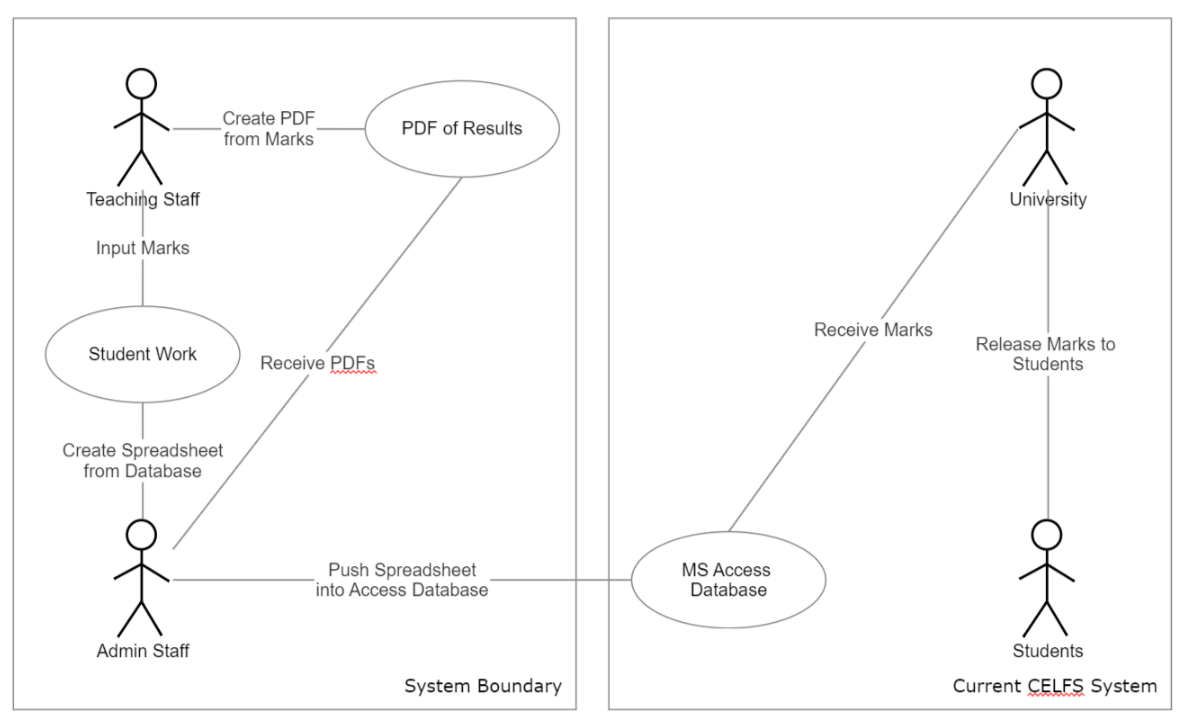 Create PDF
from Marks
PDF of Results
Teaching Staff
Input Marks
Student Work
Receive PDFs
Create Spreadsheet
from Database
Push Spreadsheet
into Access Database
Admin Staff
System Boundary
University
Receive Marks
Release Marks to
Students
MS Access
Database
Students
Current CELFS System